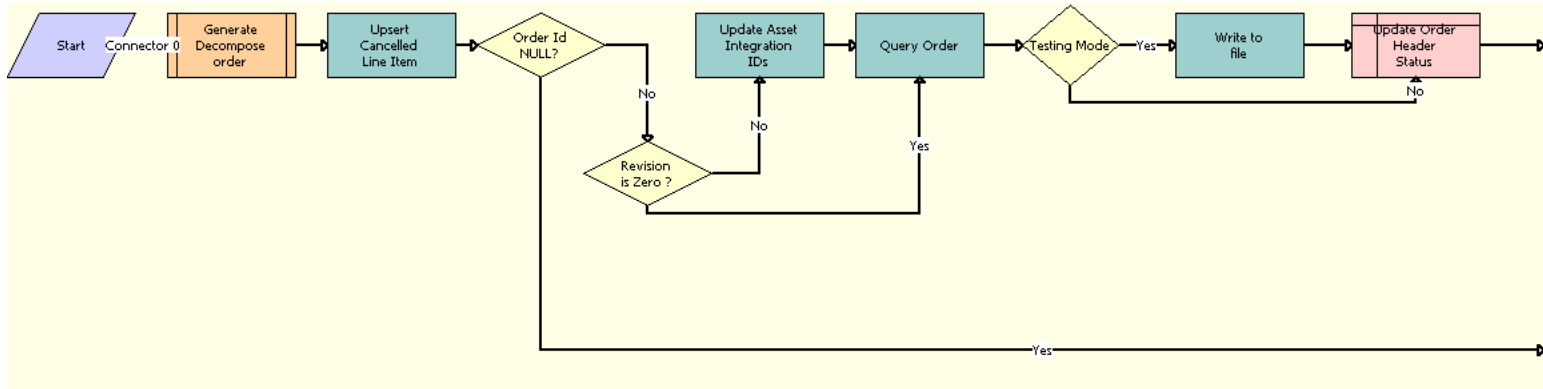 Start
Connector 0
Generate
Decompose
order
Upsert
Cancelled
Line Item
Order Id
NULL?
No
Revision
is Zero ?
No
Yes
Update Asset
Integration
IDs
Query Order
Testing Mode
Yes
No
Write to
file
Update Order
Header
Status
Yes